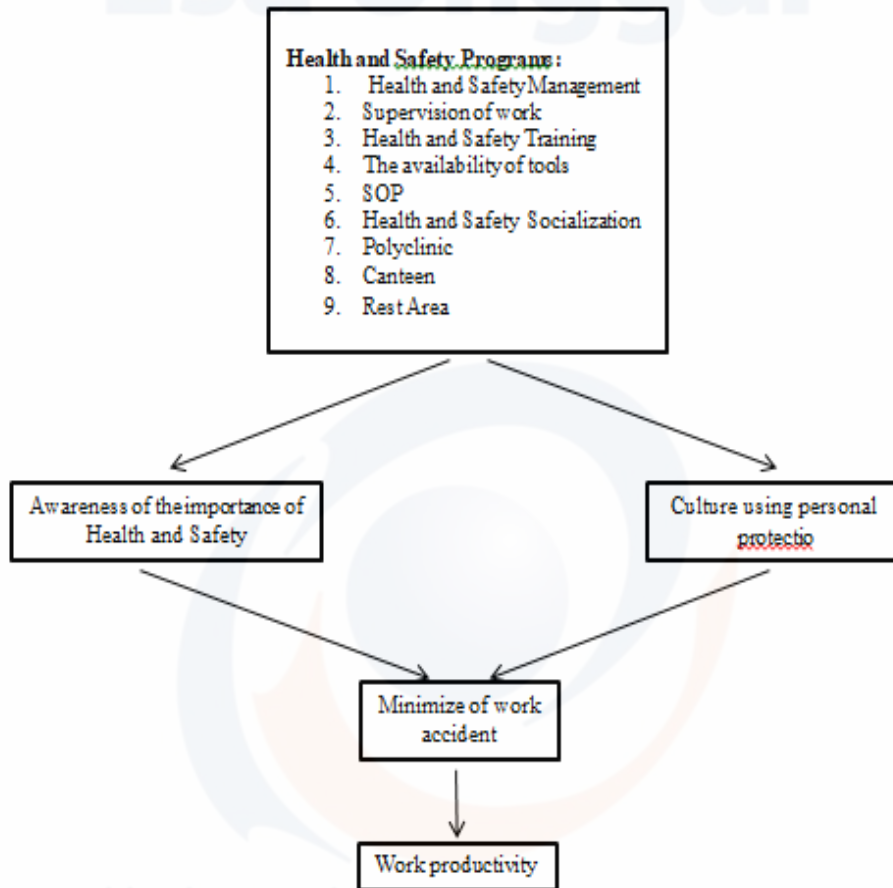 Health and Safety Programs:
1. Health and Safety Management
2. Supervision of work
3. Health and Safety Training
4. The availability of tools
5. SOP
6. Health and Safety Socialization
7. Polyclinic
8. Canteen
9. Rest Area
Awareness of the importance of
Health and Safety
Culture using personal
protectio
Minimize of work
accident
Work productivity